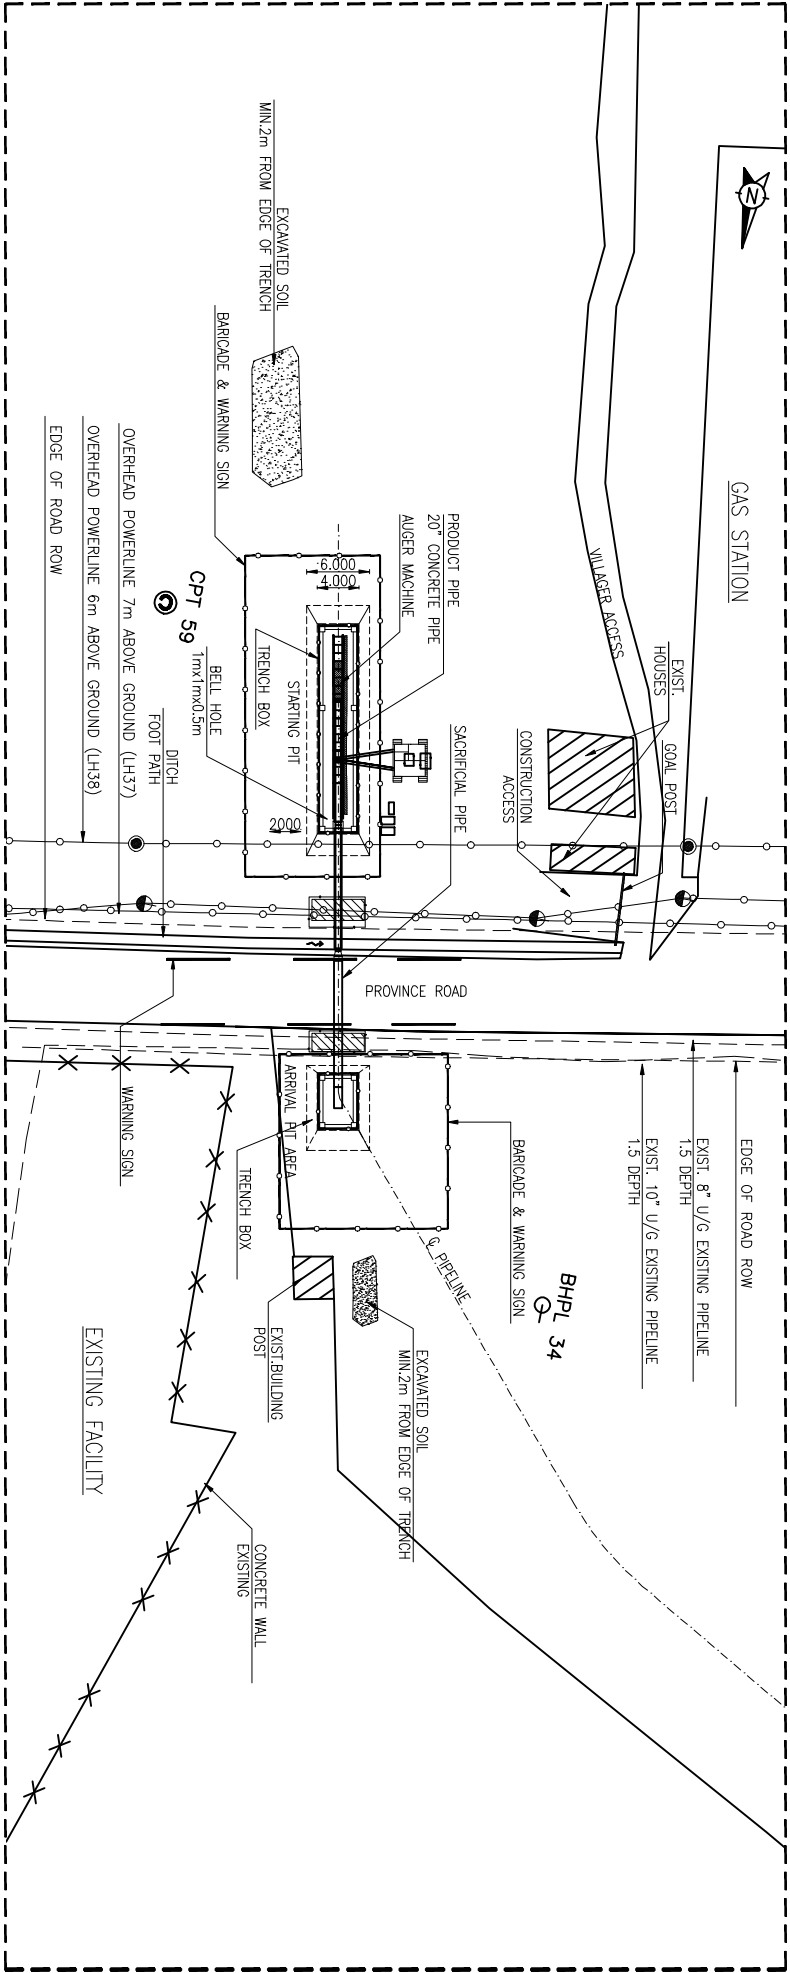 N
GAS STATION
VILLAGER ACCESS
EXIST.
HOUSES
GOAL POST
CONSTRUCTION
ACCESS
SACRIFICIAL PIPE
PRODUCT PIPE
20" CONCRETE PIPE
AUGER MACHINE
EXCAVATED SOIL
MIN.2m FROM EDGE OF TRENCH
BARICADE & WARNING SIGN
6.000
4.000
STARTING PIT
TRENCH BOX
2000
BELL HOLE
1mx1mx0.5m
CPT 59
DITCH
FOOT PATH
OVERHEAD POWERLINE 7m ABOVE GROUND (LH37)
OVERHEAD POWERLINE 6m ABOVE GROUND (LH38)
EDGE OF ROAD ROW
PROVINCE ROAD
EDGE OF ROAD ROW
EXIST. 8" U/G EXISTING PIPELINE
1.5 DEPTH
EXIST. 10" U/G EXISTING PIPELINE
1.5 DEPTH
BHPL 34
BARICADE & WARNING SIGN
℄ PIPELINE
EXCAVATED SOIL
MIN.2m FROM EDGE OF TRENCH
ARRIVAL PIT AREA
TRENCH BOX
EXIST.BUILDING
POST
CONCRETE WALL
EXISTING
WARNING SIGN
EXISTING FACILITY